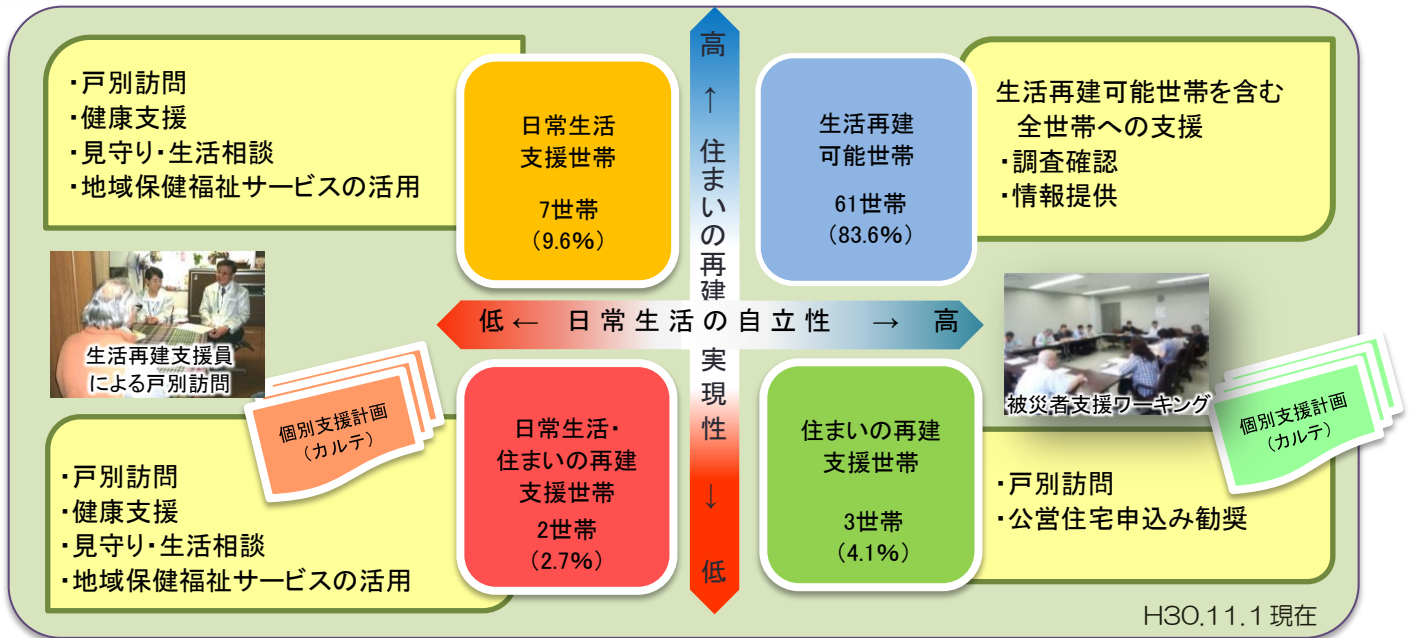 ・戸別訪問
・健康支援
・見守り・生活相談
・地域保健福祉サービスの活用
日常生活
支援世帯
7世帯
（9.6%）
高 ↑ 住まいの再建の実現性 ↓ 低
生活再建
可能世帯
61世帯
（83.6%）
生活再建可能世帯を含む
全世帯への支援
・調査確認
・情報提供
低 ← 日常生活の自立性 → 高
生活再建支援員
による戸別訪問
被災者支援ワーキング
個別支援計画
（カルテ）
個別支援計画
（カルテ）
・戸別訪問
・健康支援
・見守り・生活相談
・地域保健福祉サービスの活用
日常生活・
住まいの再建
支援世帯
2世帯
（2.7%）
住まいの再建
支援世帯
3世帯
（4.1%）
・戸別訪問
・公営住宅申込み勧奨
H30.11.1 現在